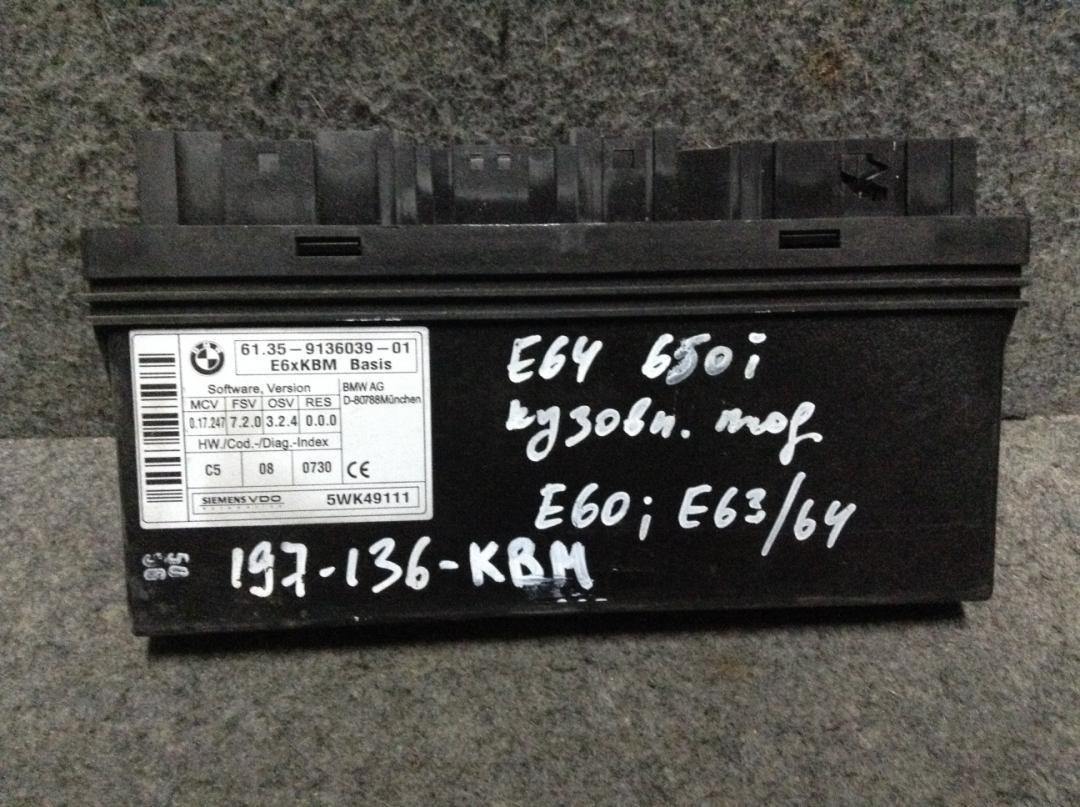 61.35-9136039-01
E6xKBM Basis
Software, Version
MCV FSV OSV RES
0.17.247 7.2.0 3.2.4 0.0.0
HW./Cod.-/Diag.-Index
C5 08 0730
BMW AG
D-80788München
CE
SIEMENS VDO
5WK49111
E64 650i
кузовн. мод
E60; E63/64
197-136-KBM